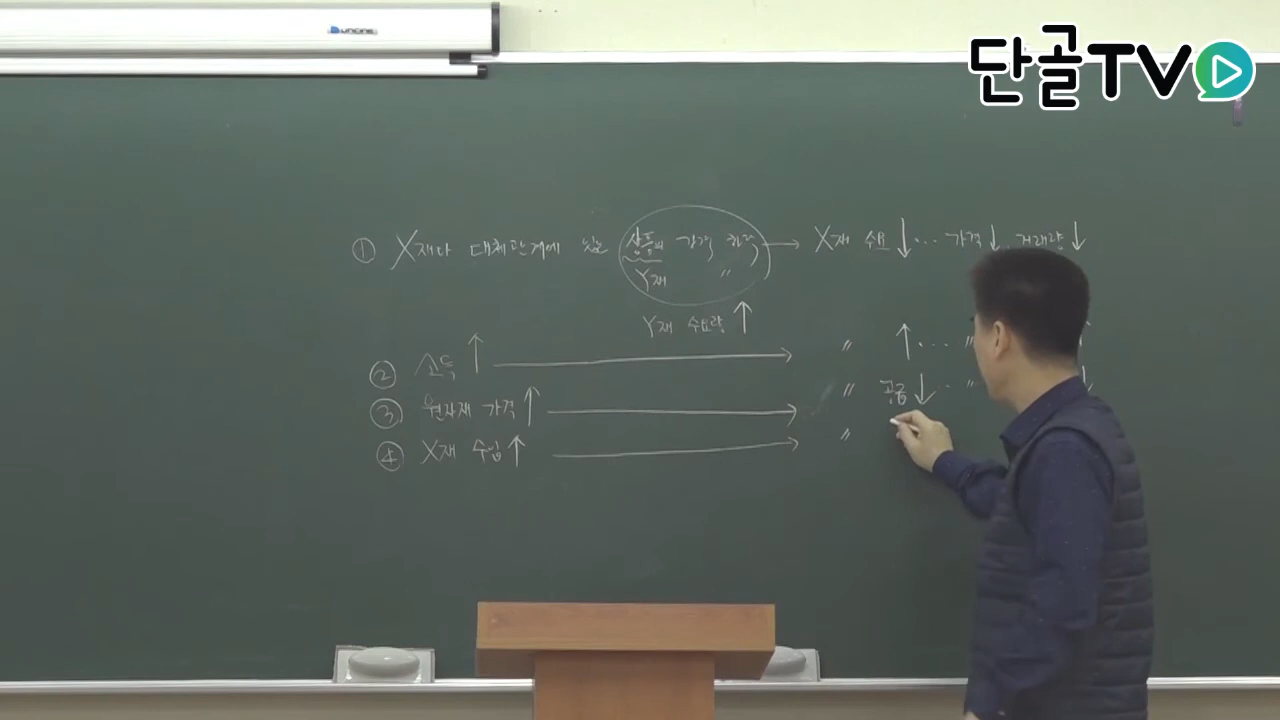 단골TV
① X재와 대체관계에 있는 상품의 가격 하락 → X재 수요 ↓ ... 가격 ↓ 거래량 ↓
Y재 〃
Y재 수요량 ↑
② 소득 ↑ → 〃 ↑ ... 〃
③ 원자재 가격 ↑ → 〃 공급 ↓ ... 〃
④ X재 수입 ↑ → 〃